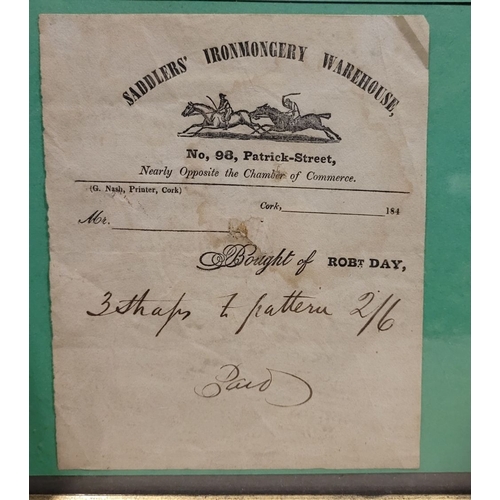 SADDLERS' IRONMONGERY WAREHOUSE,
No, 98, Patrick-Street,
Nearly Opposite the Chamber of Commerce.
(G. Nash, Printer, Cork)
Cork, 184
Mr.
Bought of ROBT DAY,
3 straps to pattern 2/6
Paid